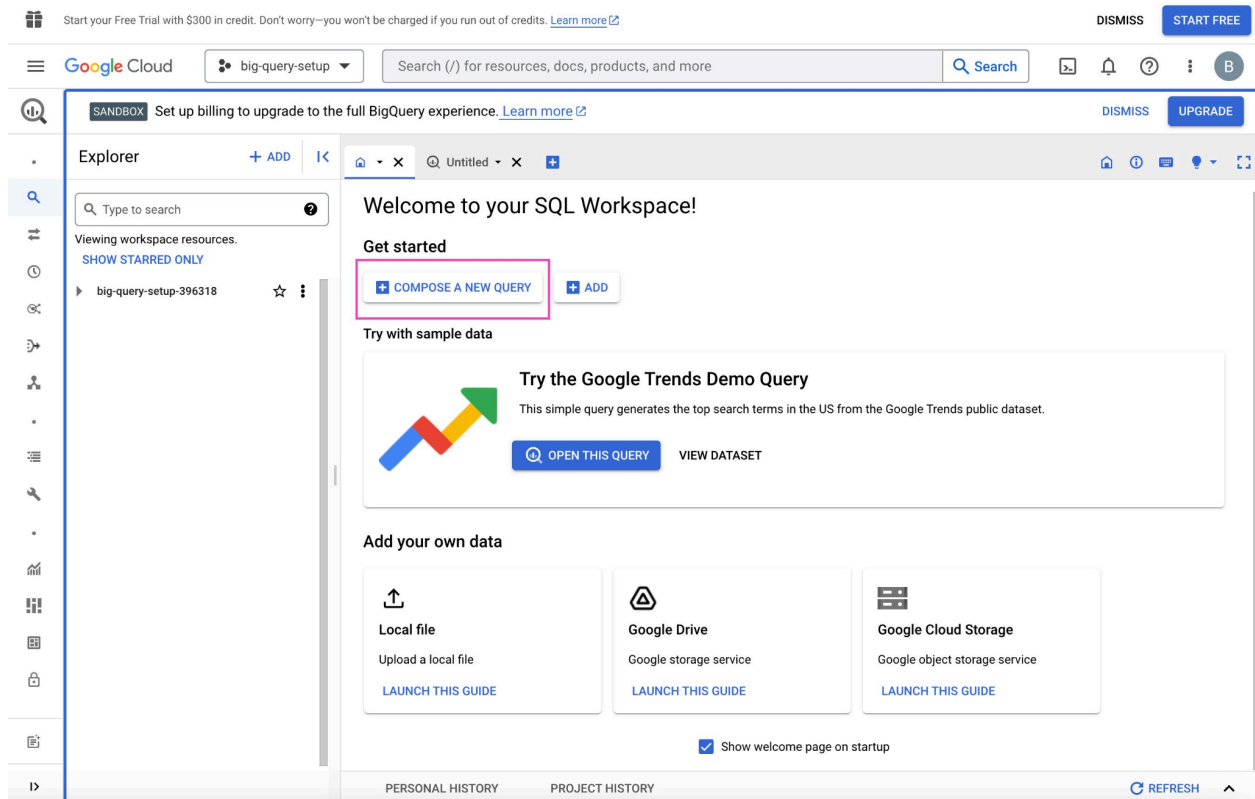 Start your Free Trial with $300 in credit. Don't worry—you won't be charged if you run out of credits. Learn more
DISMISS
START FREE
Google Cloud
big-query-setup
Search (/) for resources, docs, products, and more
Search
B
SANDBOX Set up billing to upgrade to the full BigQuery experience. Learn more
DISMISS
UPGRADE
Explorer
+ ADD
Untitled
Type to search
Viewing workspace resources.
SHOW STARRED ONLY
big-query-setup-396318
Welcome to your SQL Workspace!
Get started
COMPOSE A NEW QUERY
ADD
Try with sample data
Try the Google Trends Demo Query
This simple query generates the top search terms in the US from the Google Trends public dataset.
OPEN THIS QUERY
VIEW DATASET
Add your own data
Local file
Upload a local file
LAUNCH THIS GUIDE
Google Drive
Google storage service
LAUNCH THIS GUIDE
Google Cloud Storage
Google object storage service
LAUNCH THIS GUIDE
Show welcome page on startup
PERSONAL HISTORY
PROJECT HISTORY
REFRESH